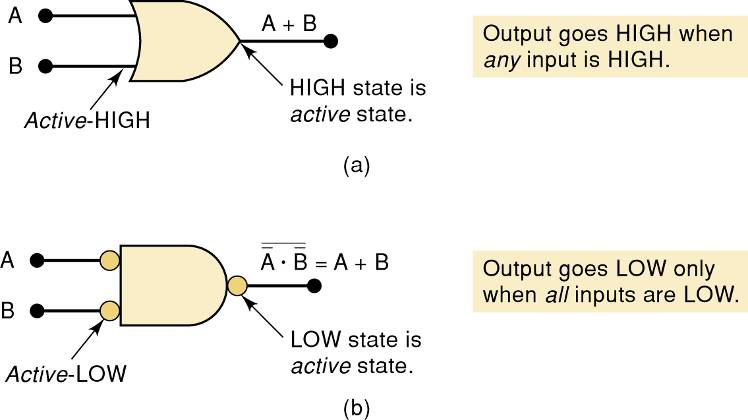 A
A + B
B
Active-HIGH
HIGH state is
active state.
Output goes HIGH when
any input is HIGH.
(a)
A
B
A̅ · B̅ = A + B
Active-LOW
LOW state is
active state.
Output goes LOW only
when all inputs are LOW.
(b)